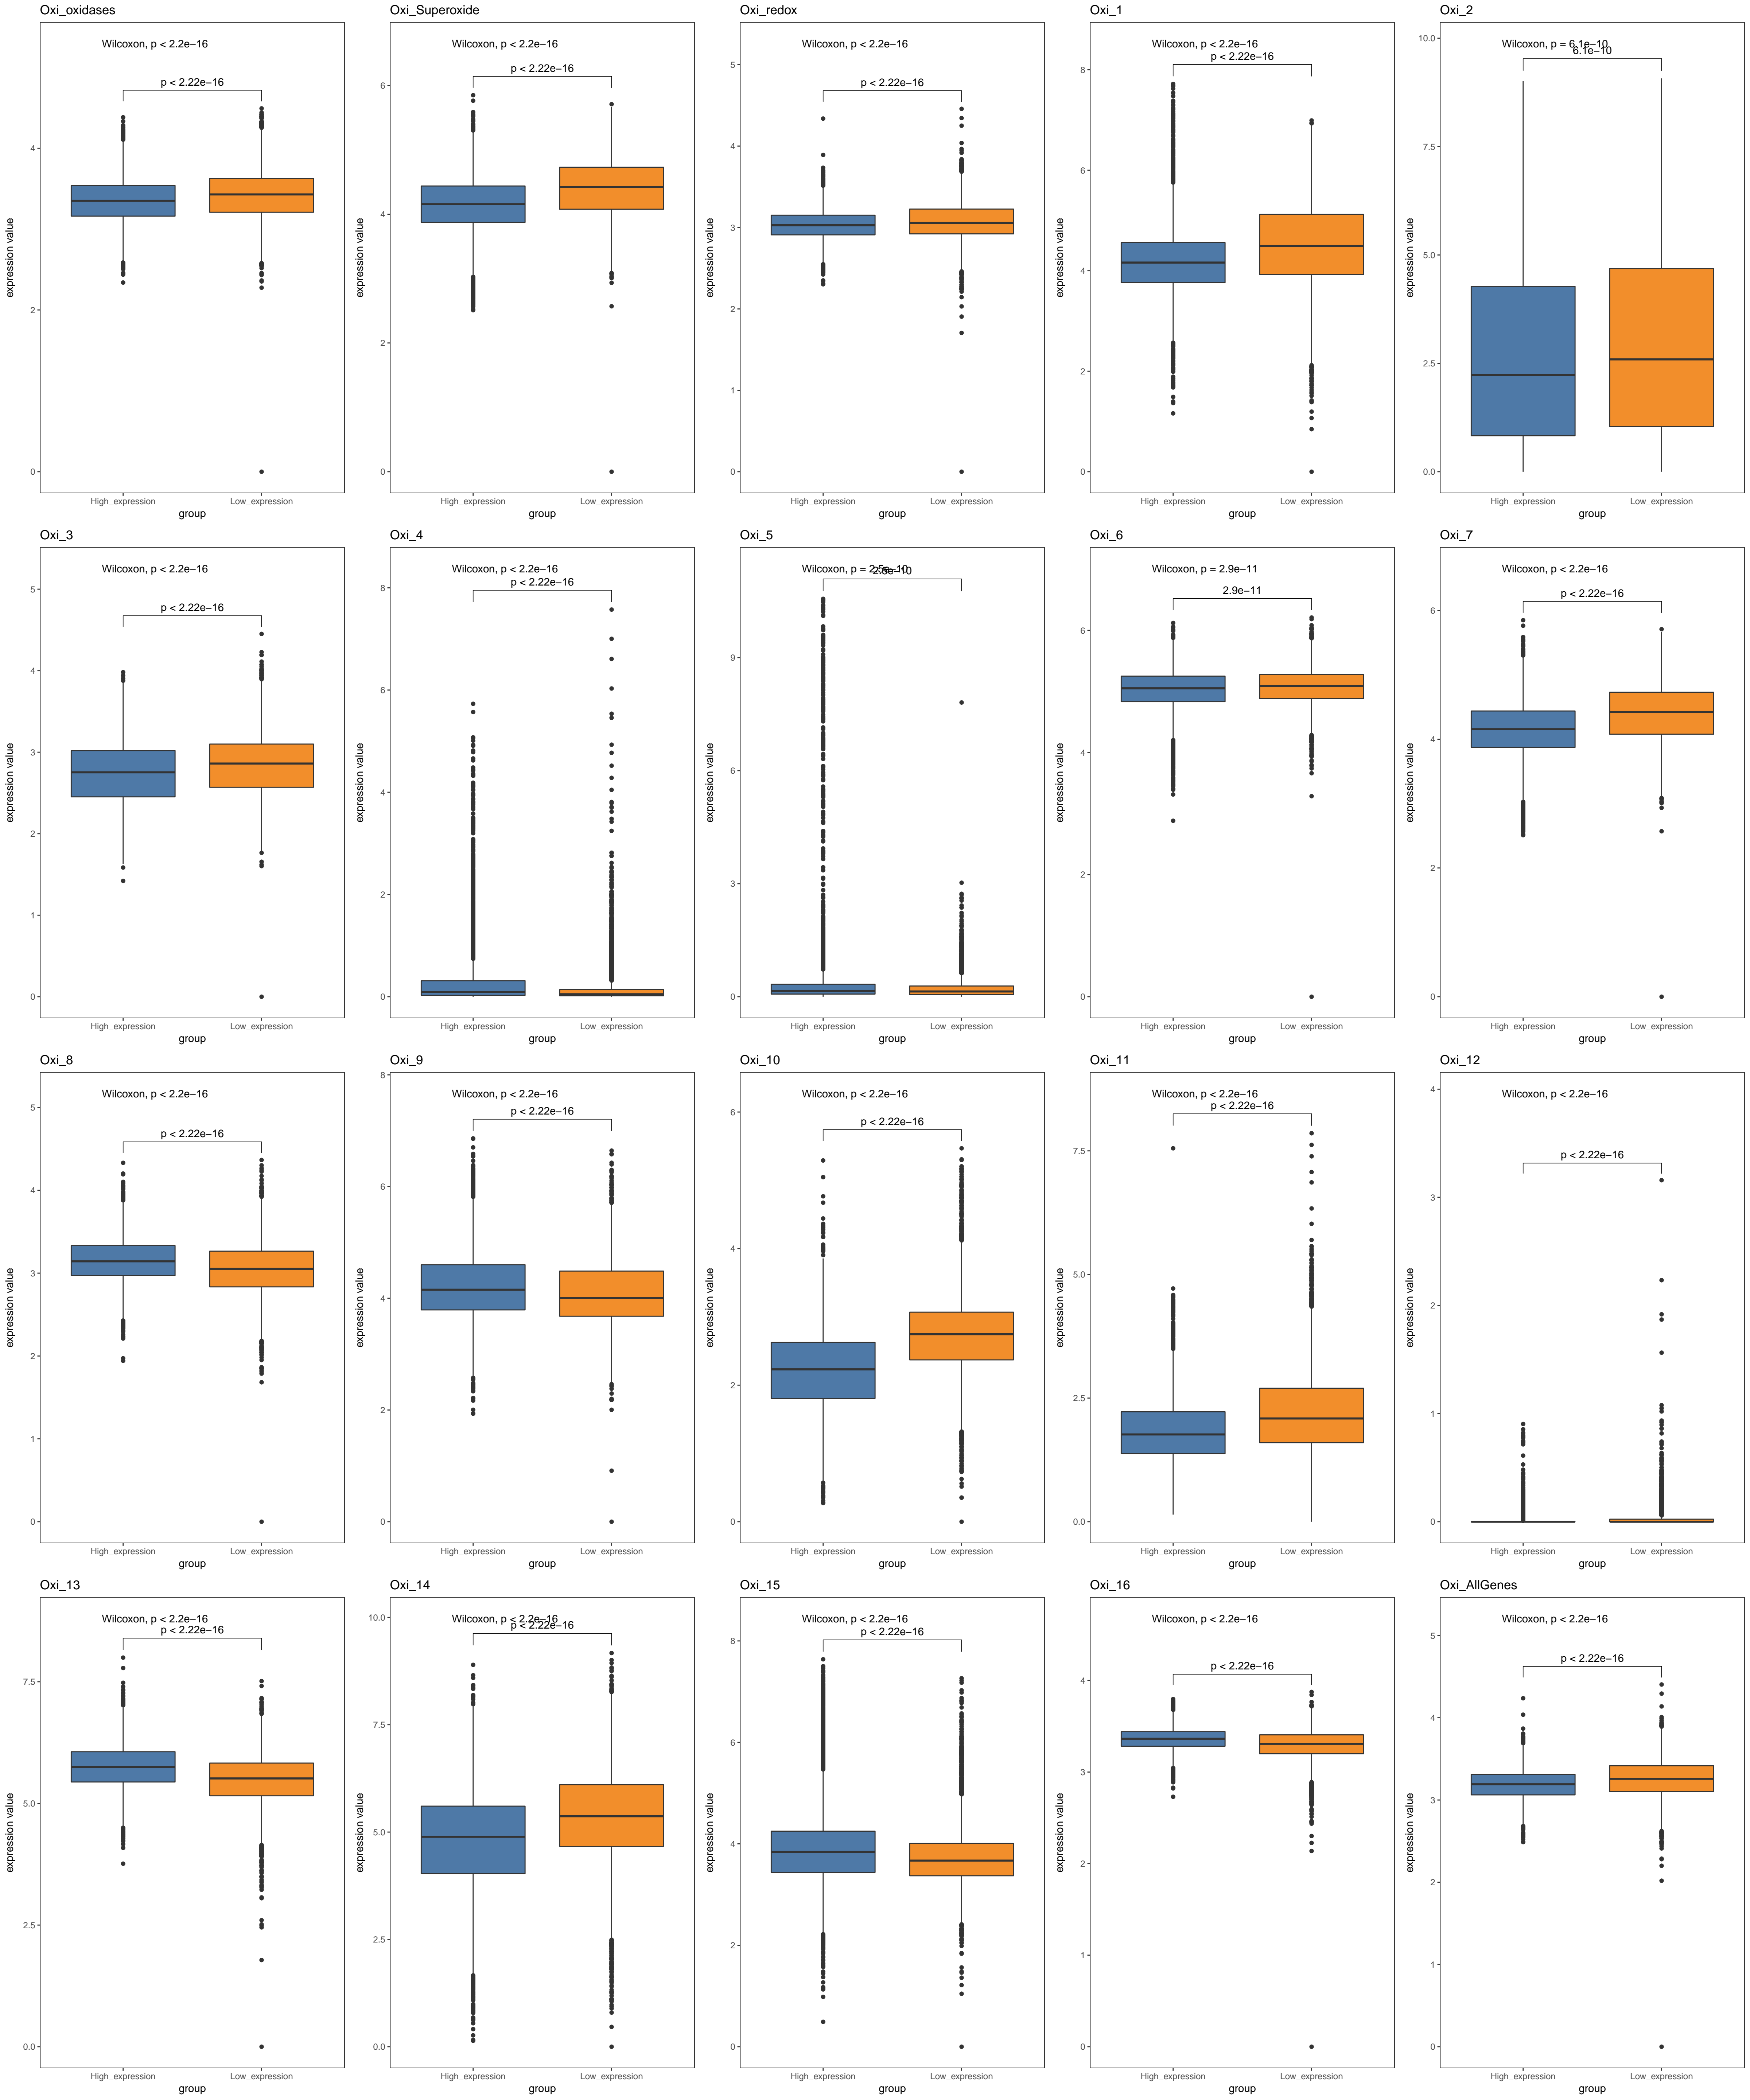 Oxi_oxidases Oxi_Superoxide Oxi_redox Oxi_1 Oxi_2
Wilcoxon, p < 2.2e−16 Wilcoxon, p < 2.2e−16 Wilcoxon, p < 2.2e−16 Wilcoxon, p < 2.2e−16 Wilcoxon, p = 6.1e−10
p < 2.22e−16 p < 2.22e−16 p < 2.22e−16 p < 2.22e−16 6.1e−10
expression value expression value expression value expression value expression value
4 2 0
6 4 2 0
5 4 3 2 1 0
8 6 4 2 0
10.0 7.5 5.0 2.5 0.0
High_expression Low_expression High_expression Low_expression High_expression Low_expression High_expression Low_expression High_expression Low_expression
group group group group group
Oxi_3 Oxi_4 Oxi_5 Oxi_6 Oxi_7
Wilcoxon, p < 2.2e−16 Wilcoxon, p < 2.2e−16 Wilcoxon, p = 2.5e−10 Wilcoxon, p = 2.9e−11 Wilcoxon, p < 2.2e−16
p < 2.22e−16 p < 2.22e−16 2.5e−10 2.9e−11 p < 2.22e−16
expression value expression value expression value expression value expression value
5 4 3 2 1 0
8 6 4 2 0
9 6 3 0
6 4 2 0
6 4 2 0
High_expression Low_expression High_expression Low_expression High_expression Low_expression High_expression Low_expression High_expression Low_expression
group group group group group
Oxi_8 Oxi_9 Oxi_10 Oxi_11 Oxi_12
Wilcoxon, p < 2.2e−16 Wilcoxon, p < 2.2e−16 Wilcoxon, p < 2.2e−16 Wilcoxon, p < 2.2e−16 Wilcoxon, p < 2.2e−16
p < 2.22e−16 p < 2.22e−16 p < 2.22e−16 p < 2.22e−16 p < 2.22e−16
expression value expression value expression value expression value expression value
5 4 3 2 1 0
8 6 4 2 0
6 4 2 0
7.5 5.0 2.5 0.0
4 3 2 1 0
High_expression Low_expression High_expression Low_expression High_expression Low_expression High_expression Low_expression High_expression Low_expression
group group group group group
Oxi_13 Oxi_14 Oxi_15 Oxi_16 Oxi_AllGenes
Wilcoxon, p < 2.2e−16 Wilcoxon, p < 2.2e−16 Wilcoxon, p < 2.2e−16 Wilcoxon, p < 2.2e−16 Wilcoxon, p < 2.2e−16
p < 2.22e−16 p < 2.22e−16 p < 2.22e−16 p < 2.22e−16 p < 2.22e−16
expression value expression value expression value expression value expression value
7.5 5.0 2.5 0.0
10.0 7.5 5.0 2.5 0.0
8 6 4 2 0
4 3 2 1 0
5 4 3 2 1 0
High_expression Low_expression High_expression Low_expression High_expression Low_expression High_expression Low_expression High_expression Low_expression
group group group group group